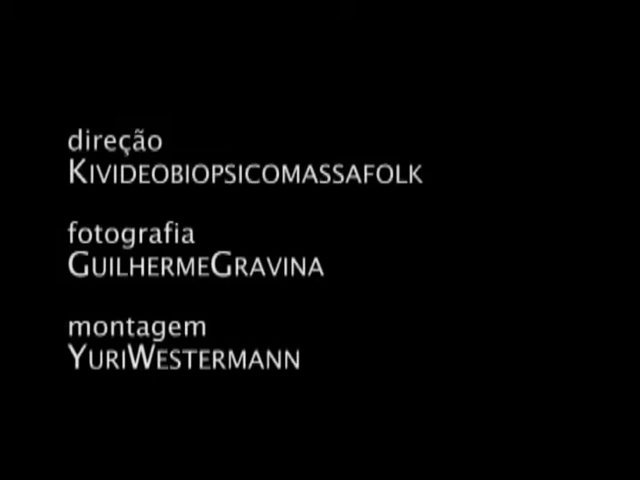 direção
KIVIDEOBIOPSICOMASSAFOLK
fotografia
GUILHERMEGRAVINA
montagem
YURIWESTERMANN